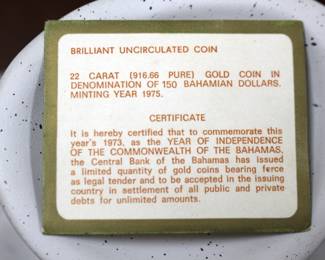 BRILLIANT UNCIRCULATED COIN
22 CARAT (916.66 PURE) GOLD COIN IN
DENOMINATION OF 150 BAHAMIAN DOLLARS.
MINTING YEAR 1975.
CERTIFICATE
It is hereby certified that to commemorate this
year's 1973, as the YEAR OF INDEPENDENCE
OF THE COMMONWEALTH OF THE BAHAMAS,
the Central Bank of the Bahamas has issued
a limited quantity of gold coins bearing force
as legal tender and to be accepted in the issuing
country in settlement of all public and private
debts for unlimited amounts.